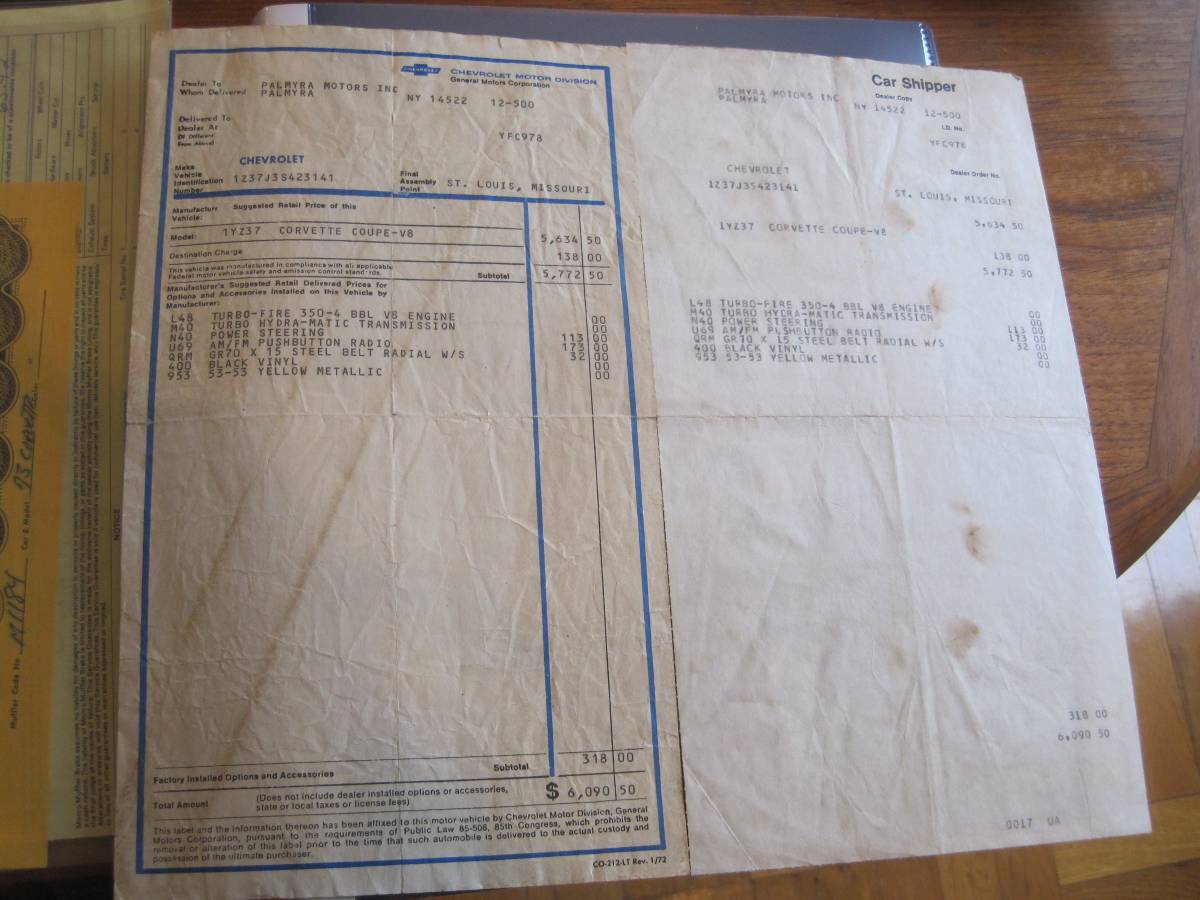 CHEVROLET
CHEVROLET MOTOR DIVISION
General Motors Corporation
Dealer To
Whom Delivered
PALMYRA MOTORS INC
PALMYRA
NY 14522 12-500
Delivered To
Dealer At
(If Different
From Above)
YFC978
Make
CHEVROLET
Vehicle
Identification
Number
1Z37J3S423141
Final
Assembly
Point
ST. LOUIS, MISSOURI
Manufacture Suggested Retail Price of this
Vehicle:
Model: 1YZ37 CORVETTE COUPE-V8 5,634 50
Destination Charge 138 00
This vehicle was manufactured in compliance with all applicable
Federal motor vehicle safety and emission control standards.
Subtotal 5,772 50
Manufacturer's Suggested Retail Delivered Prices for
Options and Accessories Installed on this Vehicle by
Manufacturer:
L48 TURBO-FIRE 350-4 BBL V8 ENGINE 00
M40 TURBO HYDRA-MATIC TRANSMISSION 00
N40 POWER STEERING 113 00
U69 AM/FM PUSHBUTTON RADIO 173 00
QRM GR70 X 15 STEEL BELT RADIAL W/S 32 00
400 BLACK VINYL 00
953 53-53 YELLOW METALLIC 00
Factory Installed Options and Accessories Subtotal 318 00
Total Amount (Does not include dealer installed options or accessories,
state or local taxes or license fees) $ 6,090 50
This label and the information thereon has been affixed to this motor vehicle by Chevrolet Motor Division, General
Motors Corporation, pursuant to the requirements of Public Law 85-506, 85th Congress, which prohibits the
removal or alteration of this label prior to the time that such automobile is delivered to the actual custody and
possession of the ultimate purchaser.
CO-212-LT Rev. 1/72
Car Shipper
Dealer Copy
PALMYRA MOTORS INC
PALMYRA
NY 14522 12-500
I.D. No.
YFC978
CHEVROLET
Dealer Order No.
1Z37J3S423141
ST. LOUIS, MISSOURI
1YZ37 CORVETTE COUPE-V8 5,634 50
138 00
5,772 50
L48 TURBO-FIRE 350-4 BBL V8 ENGINE 00
M40 TURBO HYDRA-MATIC TRANSMISSION 00
N40 POWER STEERING 113 00
U69 AM/FM PUSHBUTTON RADIO 173 00
QRM GR70 X 15 STEEL BELT RADIAL W/S 32 00
400 BLACK VINYL 00
953 53-53 YELLOW METALLIC 00
318 00
6,090 50
0017 UA
Muffler Code No M1184 Car & Model 73 Corvette
NOTICE